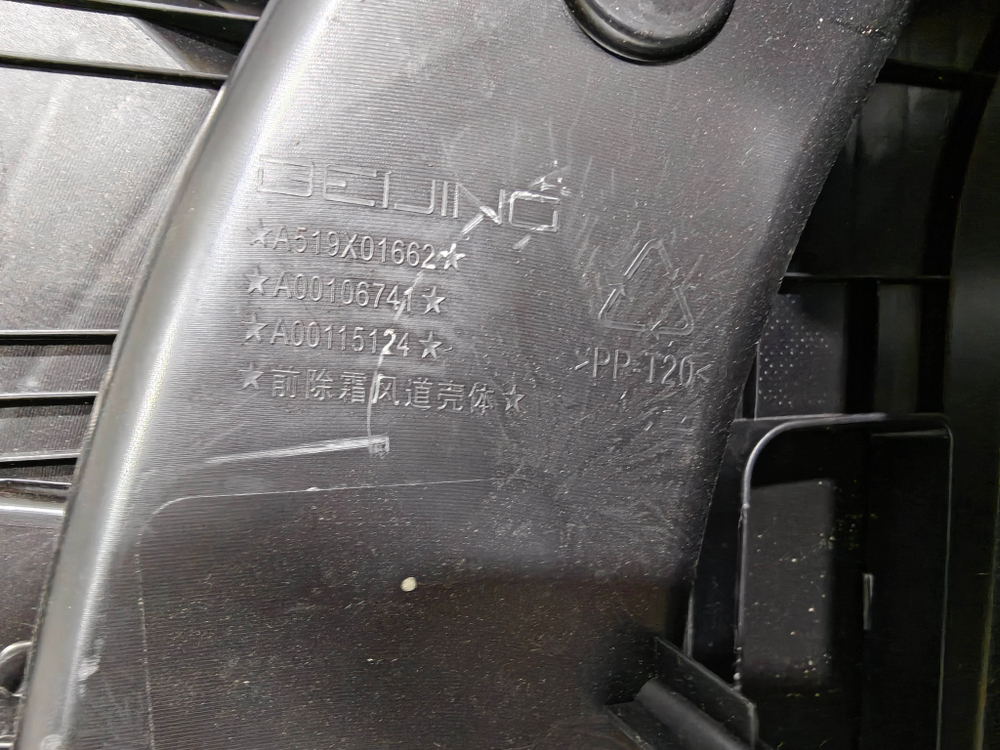 BEIJING
★A519X01662★
★A00106741★
★A00115124★
★前除霜风道壳体★
>PP-T20<